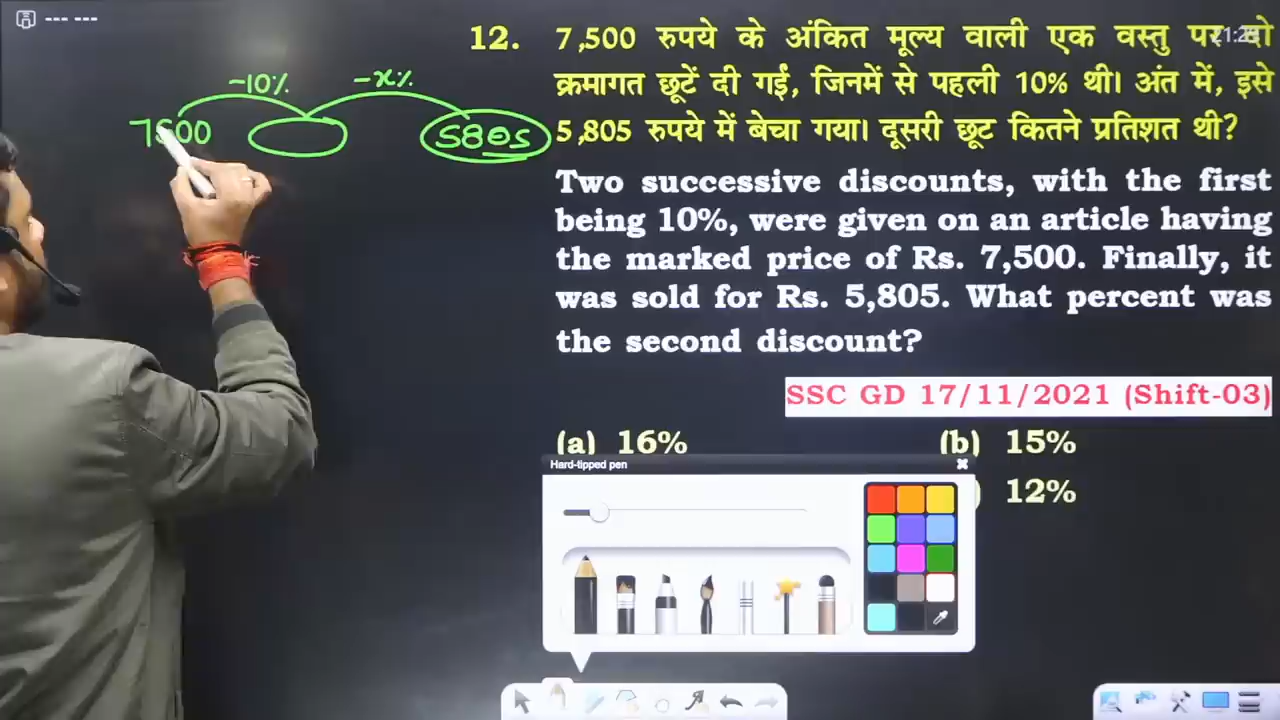 12. 7,500 रुपये के अंकित मूल्य वाली एक वस्तु पर दो
क्रमागत छूटें दी गईं, जिनमें से पहली 10% थी। अंत में, इसे
5,805 रुपये में बेचा गया। दूसरी छूट कितने प्रतिशत थी?
-10% -x%
7500 5805
Two successive discounts, with the first
being 10%, were given on an article having
the marked price of Rs. 7,500. Finally, it
was sold for Rs. 5,805. What percent was
the second discount?
SSC GD 17/11/2021 (Shift-03)
(a) 16% (b) 15%
12%
Hard-tipped pen